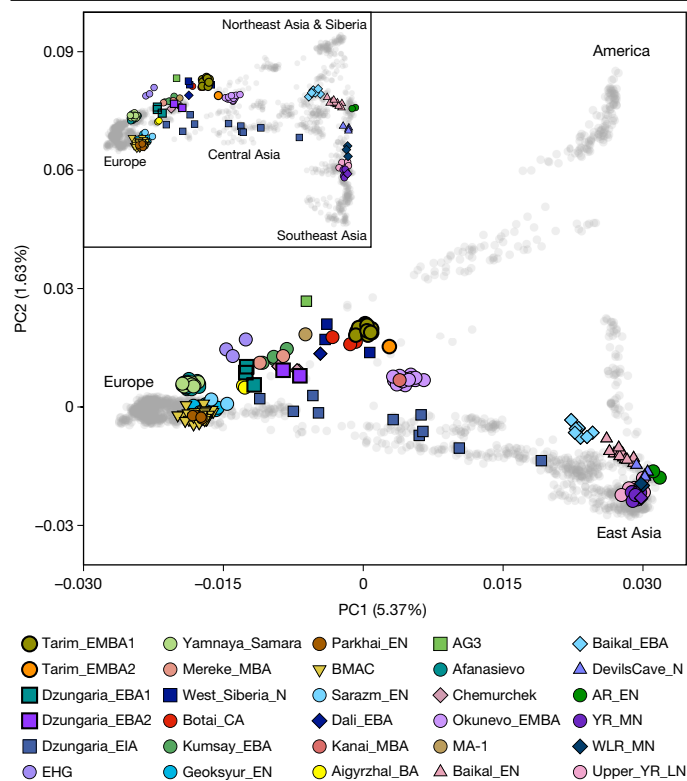 Northeast Asia & Siberia
Europe
Central Asia
Southeast Asia
America
Europe
East Asia
PC2 (1.63%)
0.09
0.06
0.03
0
−0.03
−0.030
−0.015
0
0.015
0.030
PC1 (5.37%)
Tarim_EMBA1 Yamnaya_Samara Parkhai_EN AG3 Baikal_EBA
Tarim_EMBA2 Mereke_MBA BMAC Afanasievo DevilsCave_N
Dzungaria_EBA1 West_Siberia_N Sarazm_EN Chemurchek AR_EN
Dzungaria_EBA2 Botai_CA Dali_EBA Okunevo_EMBA YR_MN
Dzungaria_EIA Kumsay_EBA Kanai_MBA MA-1 WLR_MN
EHG Geoksyur_EN Aigyrzhal_BA Baikal_EN Upper_YR_LN